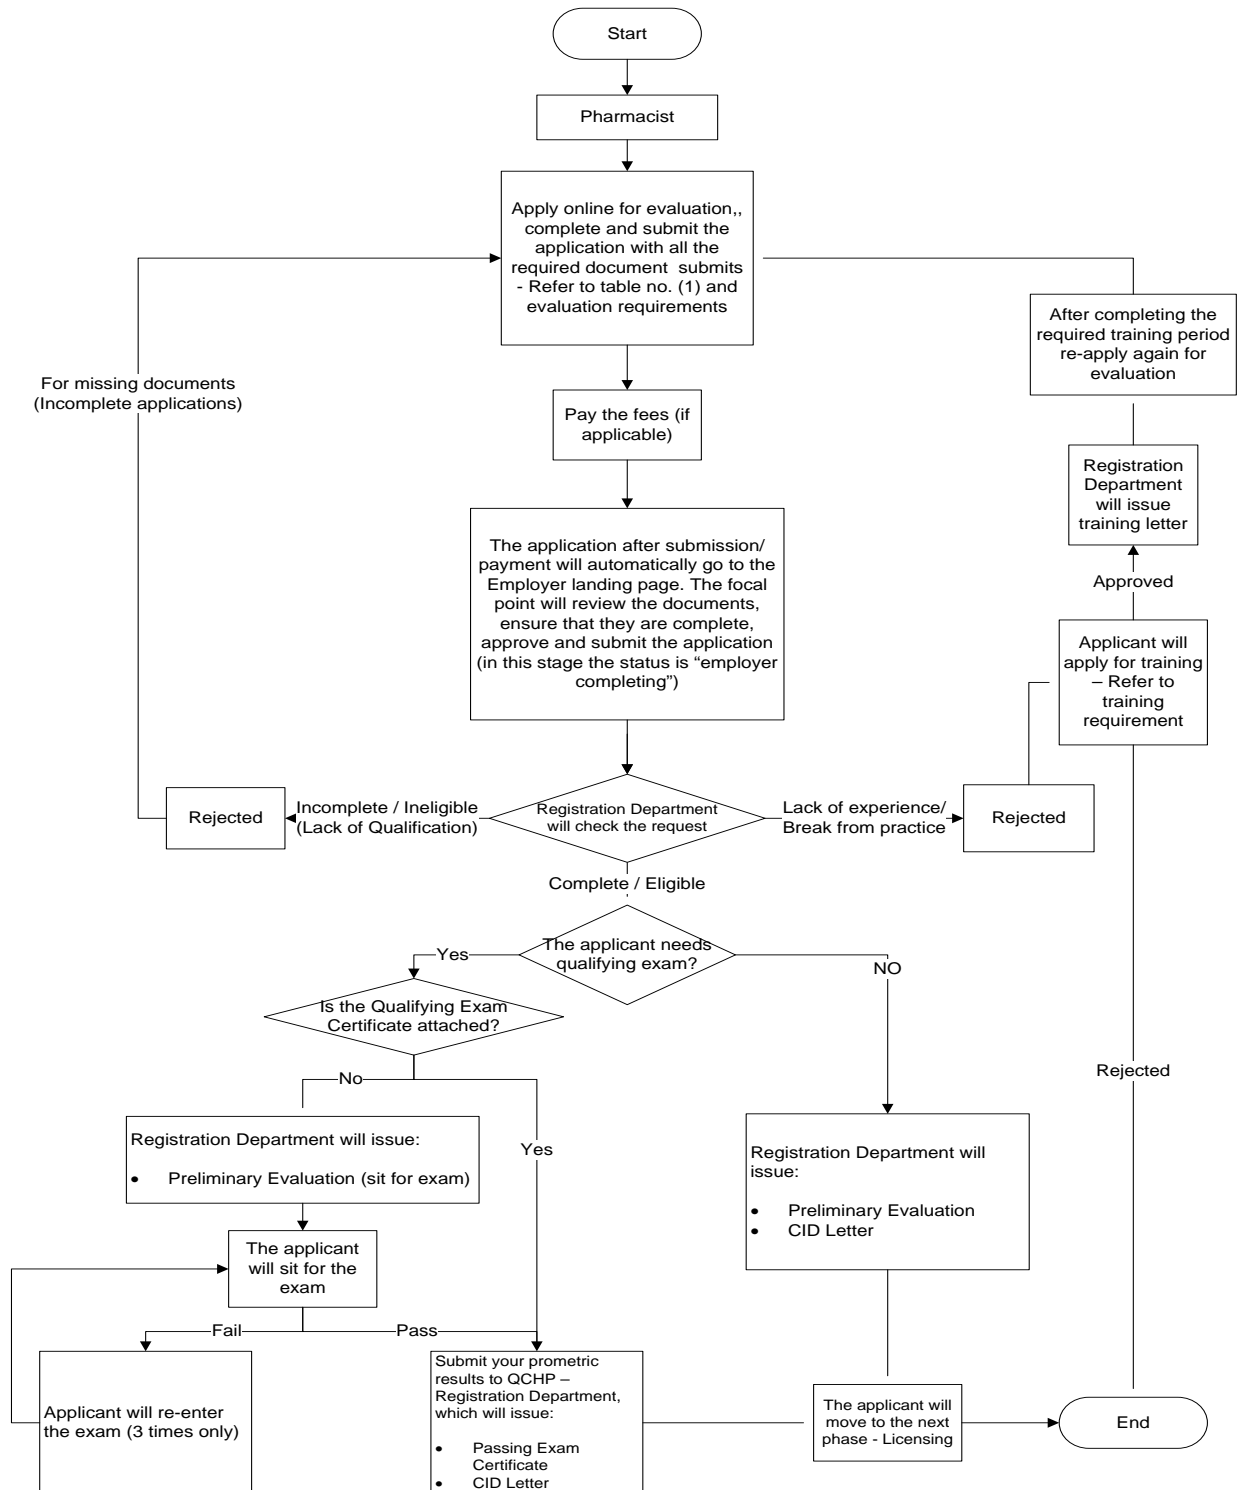 Start
Pharmacist
Apply online for evaluation,,
complete and submit the
application with all the
required document  submits
- Refer to table no. (1) and
evaluation requirements
After completing the
required training period
re-apply again for
evaluation
For missing documents
(Incomplete applications)
Pay the fees (if
applicable)
Registration
Department
will issue
training letter
The application after submission/
payment will automatically go to the
Employer landing page. The focal
point will review the documents,
ensure that they are complete,
approve and submit the application
(in this stage the status is “employer
completing”)
Approved
Applicant will
apply for training
– Refer to
training
requirement
Rejected
Incomplete / Ineligible
(Lack of Qualification)
Registration Department
will check the request
Lack of experience/
Break from practice
Rejected
Complete / Eligible
The applicant needs
qualifying exam?
Yes
NO
Is the Qualifying Exam
Certificate attached?
No
Yes
Rejected
Registration Department will issue:
• Preliminary Evaluation (sit for exam)
Registration Department will
issue:
• Preliminary Evaluation
• CID Letter
The applicant
will sit for the
exam
Fail
Pass
Applicant will re-enter
the exam (3 times only)
Submit your prometric
results to QCHP –
Registration Department,
which will issue:
• Passing Exam
Certificate
• CID Letter
The applicant will
move to the next
phase - Licensing
End